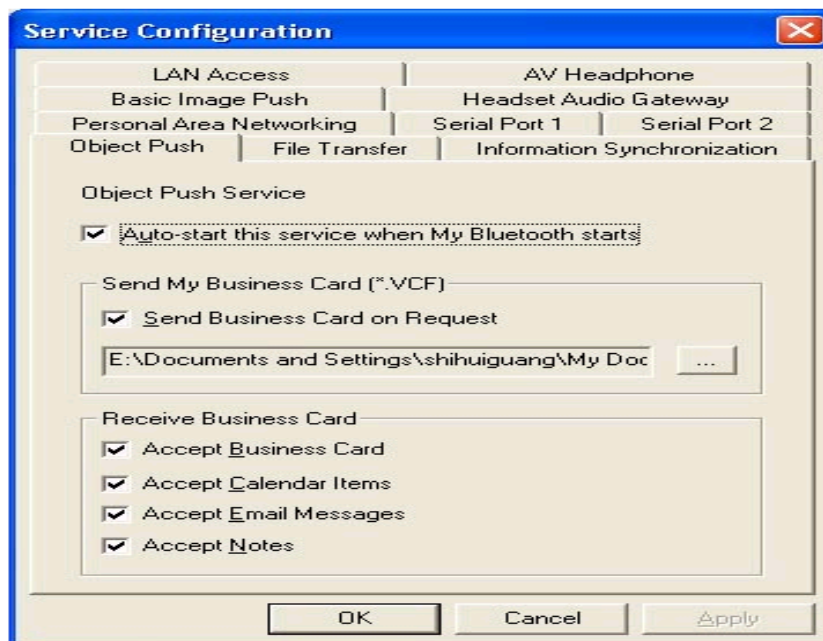 Service Configuration
LAN Access AV Headphone
Basic Image Push Headset Audio Gateway
Personal Area Networking Serial Port 1 Serial Port 2
Object Push File Transfer Information Synchronization
Object Push Service
Auto-start this service when My Bluetooth starts
Send My Business Card (*.VCF)
Send Business Card on Request
E:\Documents and Settings\shihuiguang\My Doc
...
Receive Business Card
Accept Business Card
Accept Calendar Items
Accept Email Messages
Accept Notes
OK Cancel Apply